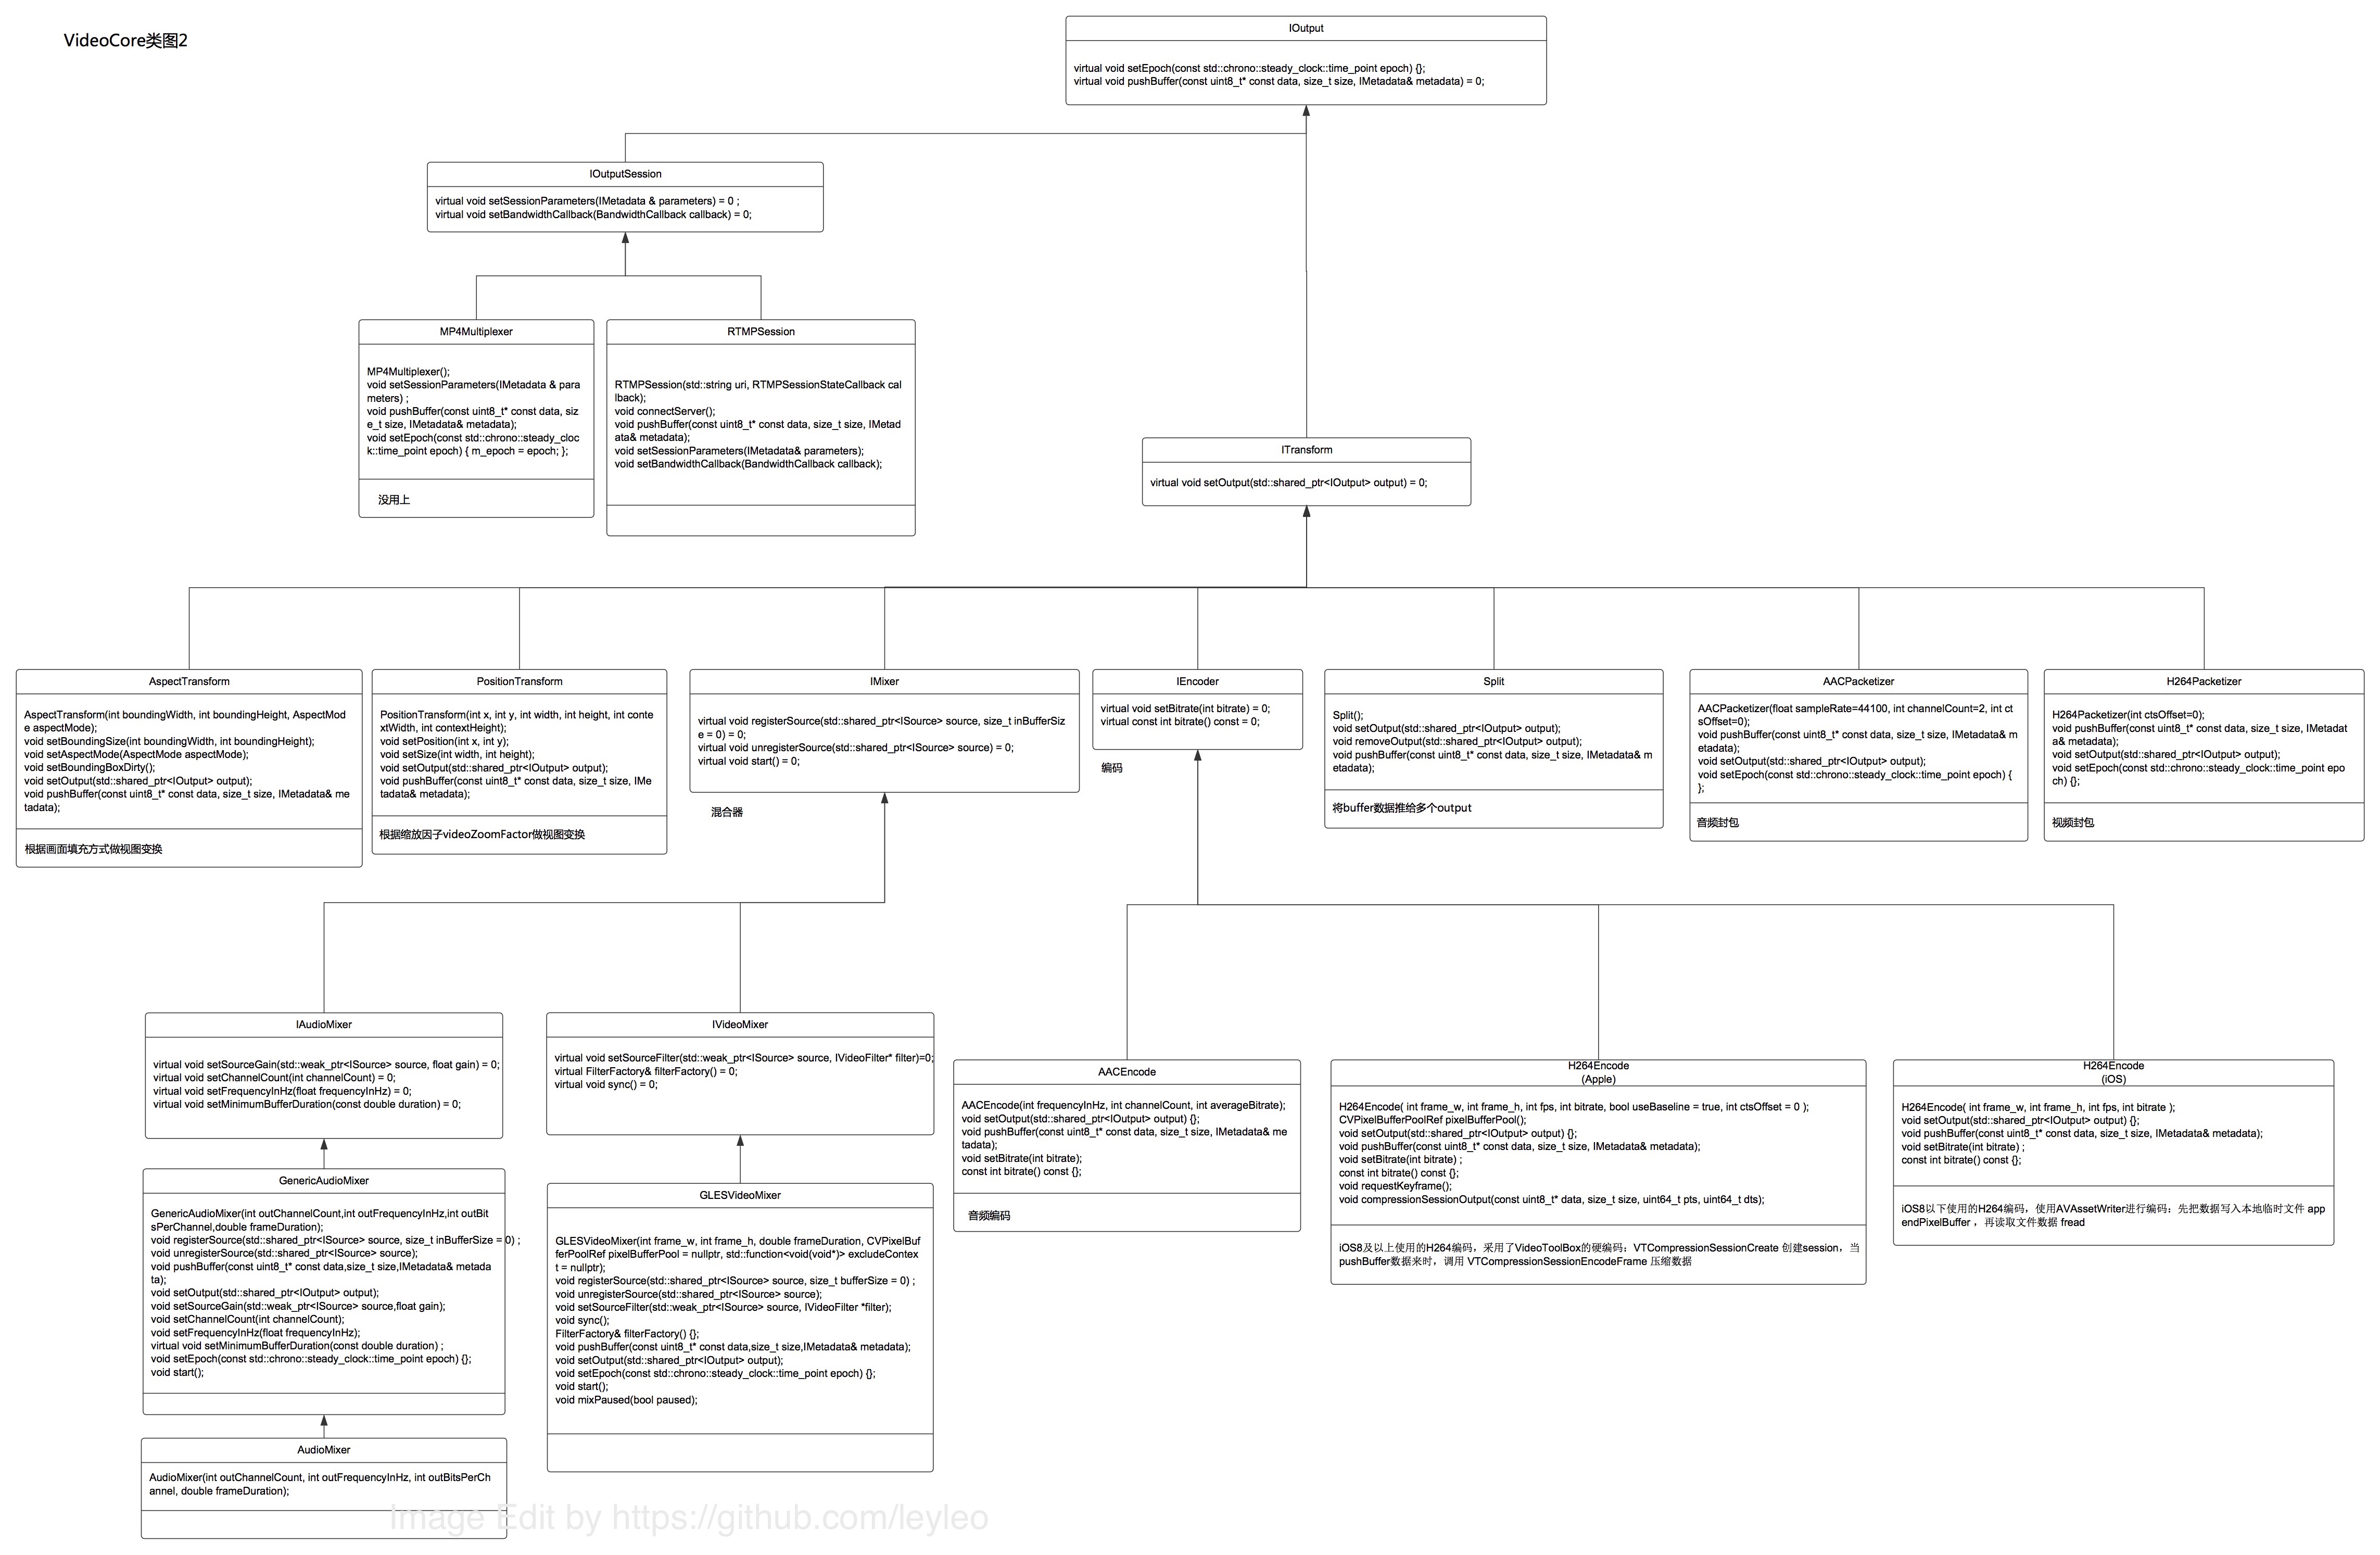 VideoCore类图2
IOutput
virtual void setEpoch(const std::chrono::steady_clock::time_point epoch) {};
virtual void pushBuffer(const uint8_t* const data, size_t size, IMetadata& metadata) = 0;
IOutputSession
virtual void setSessionParameters(IMetadata & parameters) = 0 ;
virtual void setBandwidthCallback(BandwidthCallback callback) = 0;
MP4Multiplexer
MP4Multiplexer();
void setSessionParameters(IMetadata & para
meters) ;
void pushBuffer(const uint8_t* const data, siz
e_t size, IMetadata& metadata);
void setEpoch(const std::chrono::steady_cloc
k::time_point epoch) { m_epoch = epoch; };
没用上
RTMPSession
RTMPSession(std::string uri, RTMPSessionStateCallback cal
lback);
void connectServer();
void pushBuffer(const uint8_t* const data, size_t size, IMetad
ata& metadata);
void setSessionParameters(IMetadata& parameters);
void setBandwidthCallback(BandwidthCallback callback);
ITransform
virtual void setOutput(std::shared_ptr<IOutput> output) = 0;
AspectTransform
AspectTransform(int boundingWidth, int boundingHeight, AspectMod
e aspectMode);
void setBoundingSize(int boundingWidth, int boundingHeight);
void setAspectMode(AspectMode aspectMode);
void setBoundingBoxDirty();
void setOutput(std::shared_ptr<IOutput> output);
void pushBuffer(const uint8_t* const data, size_t size, IMetadata& me
tadata);
根据画面填充方式做视图变换
PositionTransform
PositionTransform(int x, int y, int width, int height, int conte
xtWidth, int contextHeight);
void setPosition(int x, int y);
void setSize(int width, int height);
void setOutput(std::shared_ptr<IOutput> output);
void pushBuffer(const uint8_t* const data, size_t size, IMe
tadata& metadata);
根据缩放因子videoZoomFactor做视图变换
IMixer
virtual void registerSource(std::shared_ptr<ISource> source, size_t inBufferSiz
e = 0) = 0;
virtual void unregisterSource(std::shared_ptr<ISource> source) = 0;
virtual void start() = 0;
混合器
IEncoder
virtual void setBitrate(int bitrate) = 0;
virtual const int bitrate() const = 0;
编码
Split
Split();
void setOutput(std::shared_ptr<IOutput> output);
void removeOutput(std::shared_ptr<IOutput> output);
void pushBuffer(const uint8_t* const data, size_t size, IMetadata& m
etadata);
将buffer数据推给多个output
AACPacketizer
AACPacketizer(float sampleRate=44100, int channelCount=2, int ct
sOffset=0);
void pushBuffer(const uint8_t* const data, size_t size, IMetadata& m
etadata);
void setOutput(std::shared_ptr<IOutput> output);
void setEpoch(const std::chrono::steady_clock::time_point epoch) {
};
音频封包
H264Packetizer
H264Packetizer(int ctsOffset=0);
void pushBuffer(const uint8_t* const data, size_t size, IMetadat
a& metadata);
void setOutput(std::shared_ptr<IOutput> output);
void setEpoch(const std::chrono::steady_clock::time_point epo
ch) {};
视频封包
IAudioMixer
virtual void setSourceGain(std::weak_ptr<ISource> source, float gain) = 0;
virtual void setChannelCount(int channelCount) = 0;
virtual void setFrequencyInHz(float frequencyInHz) = 0;
virtual void setMinimumBufferDuration(const double duration) = 0;
IVideoMixer
virtual void setSourceFilter(std::weak_ptr<ISource> source, IVideoFilter* filter)=0;
virtual FilterFactory& filterFactory() = 0;
virtual void sync() = 0;
AACEncode
AACEncode(int frequencyInHz, int channelCount, int averageBitrate);
void setOutput(std::shared_ptr<IOutput> output) {};
void pushBuffer(const uint8_t* const data, size_t size, IMetadata& me
tadata);
void setBitrate(int bitrate);
const int bitrate() const {};
音频编码
H264Encode
(Apple)
H264Encode( int frame_w, int frame_h, int fps, int bitrate, bool useBaseline = true, int ctsOffset = 0 );
CVPixelBufferPoolRef pixelBufferPool();
void setOutput(std::shared_ptr<IOutput> output) {};
void pushBuffer(const uint8_t* const data, size_t size, IMetadata& metadata);
void setBitrate(int bitrate) ;
const int bitrate() const {};
void requestKeyframe();
void compressionSessionOutput(const uint8_t* data, size_t size, uint64_t pts, uint64_t dts);
iOS8及以上使用的H264编码，采用了VideoToolBox的硬编码：VTCompressionSessionCreate 创建session，当
pushBuffer数据来时，调用 VTCompressionSessionEncodeFrame 压缩数据
H264Encode
(iOS)
H264Encode( int frame_w, int frame_h, int fps, int bitrate );
void setOutput(std::shared_ptr<IOutput> output) {};
void pushBuffer(const uint8_t* const data, size_t size, IMetadata& metadata);
void setBitrate(int bitrate) ;
const int bitrate() const {};
iOS8以下使用的H264编码，使用AVAssetWriter进行编码：先把数据写入本地临时文件 app
endPixelBuffer ，再读取文件数据 fread
GenericAudioMixer
GenericAudioMixer(int outChannelCount,int outFrequencyInHz,int outBit
sPerChannel,double frameDuration);
void registerSource(std::shared_ptr<ISource> source, size_t inBufferSize = 0) ;
void unregisterSource(std::shared_ptr<ISource> source);
void pushBuffer(const uint8_t* const data,size_t size,IMetadata& metada
ta);
void setOutput(std::shared_ptr<IOutput> output);
void setSourceGain(std::weak_ptr<ISource> source,float gain);
void setChannelCount(int channelCount);
void setFrequencyInHz(float frequencyInHz);
virtual void setMinimumBufferDuration(const double duration) ;
void setEpoch(const std::chrono::steady_clock::time_point epoch) {};
void start();
GLESVideoMixer
GLESVideoMixer(int frame_w, int frame_h, double frameDuration, CVPixelBuf
ferPoolRef pixelBufferPool = nullptr, std::function<void(void*)> excludeContex
t = nullptr);
void registerSource(std::shared_ptr<ISource> source, size_t bufferSize = 0) ;
void unregisterSource(std::shared_ptr<ISource> source);
void setSourceFilter(std::weak_ptr<ISource> source, IVideoFilter *filter);
void sync();
FilterFactory& filterFactory() {};
void pushBuffer(const uint8_t* const data,size_t size,IMetadata& metadata);
void setOutput(std::shared_ptr<IOutput> output);
void setEpoch(const std::chrono::steady_clock::time_point epoch) {};
void start();
void mixPaused(bool paused);
AudioMixer
AudioMixer(int outChannelCount, int outFrequencyInHz, int outBitsPerCh
annel, double frameDuration);
Image Edit by https://github.com/leyleo